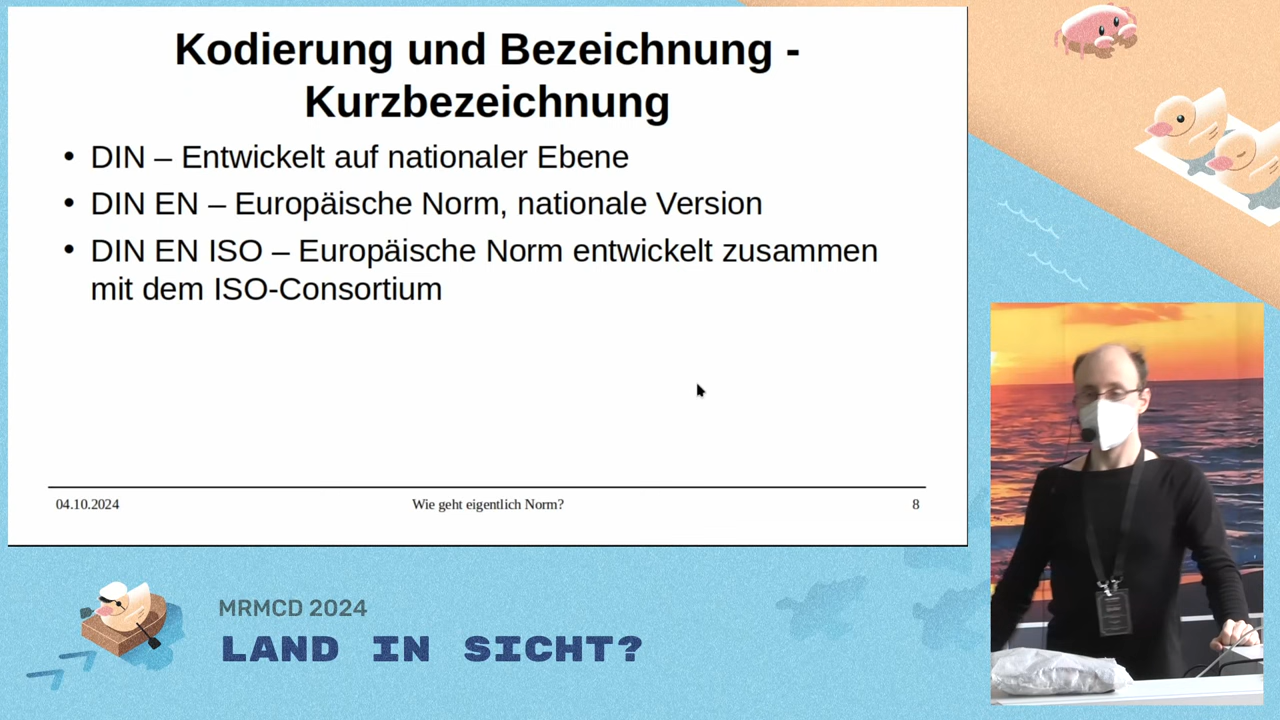 Kodierung und Bezeichnung -
Kurzbezeichnung
• DIN – Entwickelt auf nationaler Ebene
• DIN EN – Europäische Norm, nationale Version
• DIN EN ISO – Europäische Norm entwickelt zusammen
mit dem ISO-Consortium
04.10.2024 Wie geht eigentlich Norm? 8
MRMCD 2024
LAND IN SICHT?